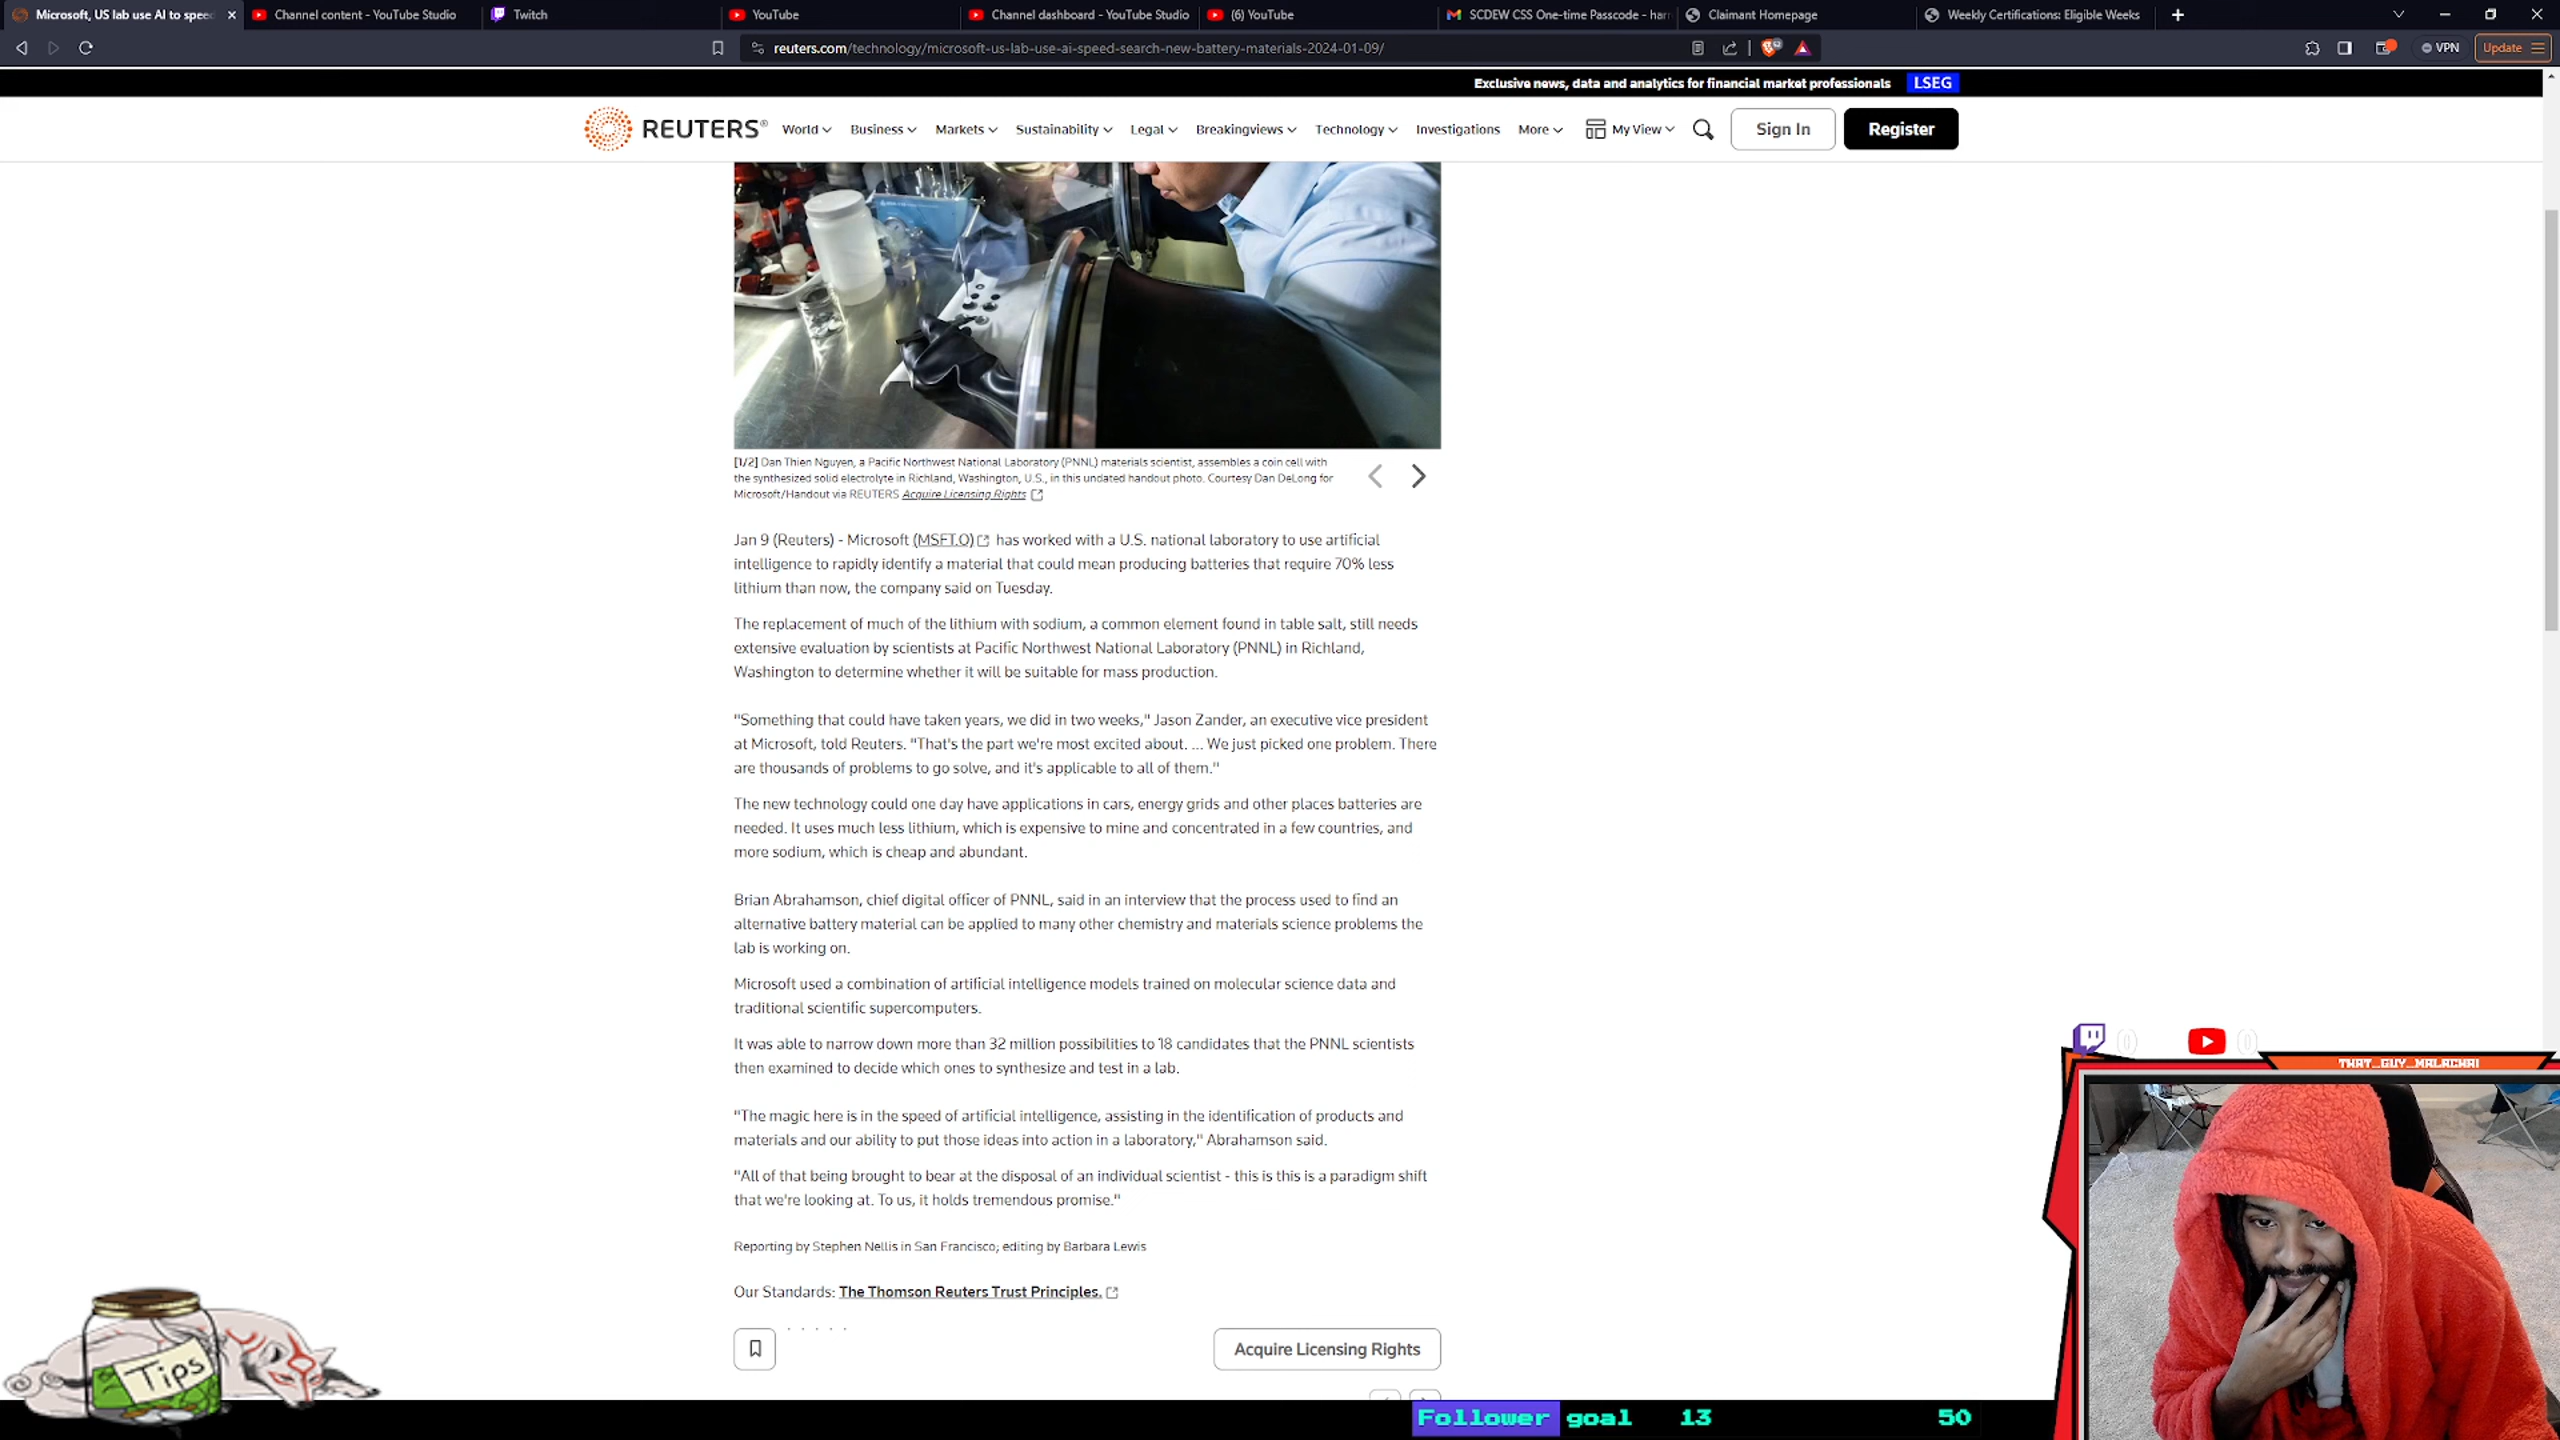 Microsoft, US lab use AI to speed
Channel content - YouTube Studio
Twitch
YouTube
Channel dashboard - YouTube Studio
(6) YouTube
SCDEW CSS One-time Passcode - harr
Claimant Homepage
Weekly Certifications: Eligible Weeks
reuters.com/technology/microsoft-us-lab-use-ai-speed-search-new-battery-materials-2024-01-09/
VPN
Update
Exclusive news, data and analytics for financial market professionals LSEG
REUTERS®
World
Business
Markets
Sustainability
Legal
Breakingviews
Technology
Investigations
More
My View
Sign In
Register
[1/2] Dan Thien Nguyen, a Pacific Northwest National Laboratory (PNNL) materials scientist, assembles a coin cell with
the synthesized solid electrolyte in Richland, Washington, U.S., in this undated handout photo. Courtesy Dan DeLong for
Microsoft/Handout via REUTERS Acquire Licensing Rights
Jan 9 (Reuters) - Microsoft (MSFT.O) has worked with a U.S. national laboratory to use artificial
intelligence to rapidly identify a material that could mean producing batteries that require 70% less
lithium than now, the company said on Tuesday.
The replacement of much of the lithium with sodium, a common element found in table salt, still needs
extensive evaluation by scientists at Pacific Northwest National Laboratory (PNNL) in Richland,
Washington to determine whether it will be suitable for mass production.
"Something that could have taken years, we did in two weeks," Jason Zander, an executive vice president
at Microsoft, told Reuters. "That's the part we're most excited about. ... We just picked one problem. There
are thousands of problems to go solve, and it's applicable to all of them."
The new technology could one day have applications in cars, energy grids and other places batteries are
needed. It uses much less lithium, which is expensive to mine and concentrated in a few countries, and
more sodium, which is cheap and abundant.
Brian Abrahamson, chief digital officer of PNNL, said in an interview that the process used to find an
alternative battery material can be applied to many other chemistry and materials science problems the
lab is working on.
Microsoft used a combination of artificial intelligence models trained on molecular science data and
traditional scientific supercomputers.
It was able to narrow down more than 32 million possibilities to 18 candidates that the PNNL scientists
then examined to decide which ones to synthesize and test in a lab.
"The magic here is in the speed of artificial intelligence, assisting in the identification of products and
materials and our ability to put those ideas into action in a laboratory," Abrahamson said.
"All of that being brought to bear at the disposal of an individual scientist - this is this is a paradigm shift
that we're looking at. To us, it holds tremendous promise."
Reporting by Stephen Nellis in San Francisco; editing by Barbara Lewis
Our Standards: The Thomson Reuters Trust Principles.
Acquire Licensing Rights
0
0
THAT_GUY_MALACHAI
Tips
Follower goal 13 50